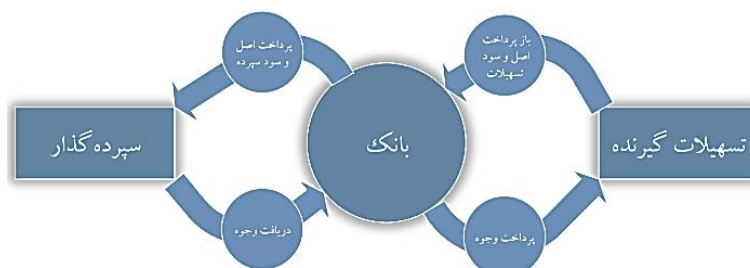 باز پرداخت
اصل و سود
تسهیلات
پرداخت اصل
و سود سپرده
تسهیلات گیرنده
بانک
سپرده گذار
پرداخت وجوه
دریافت وجوه